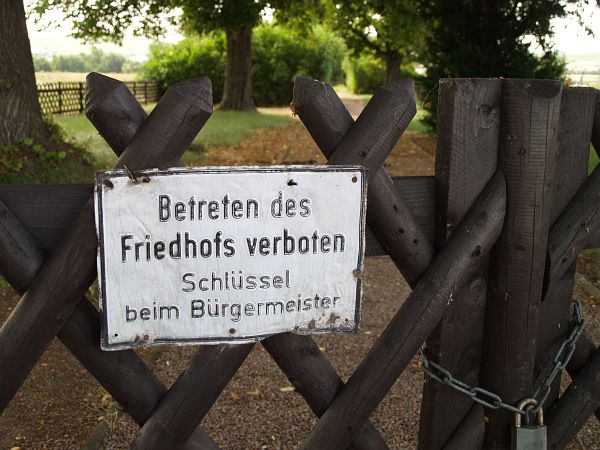 Betreten des
Friedhofs verboten
Schlüssel
beim Bürgermeister